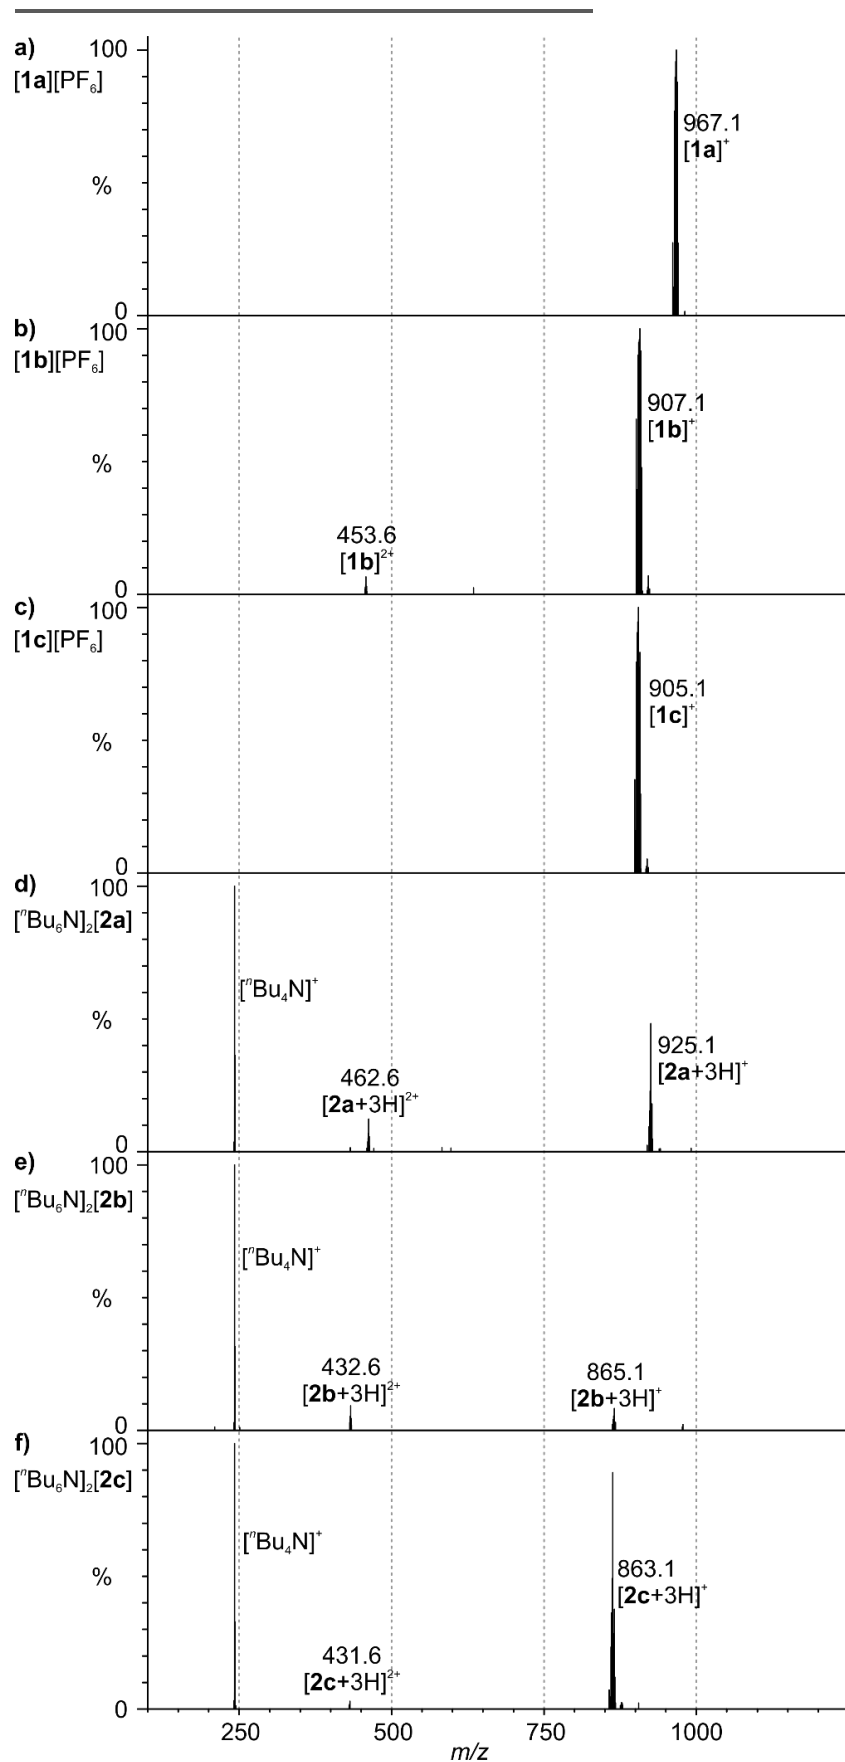 a) 100
[1a][PF₆]
967.1
[1a]⁺
%
0
b) 100
[1b][PF₆]
907.1
[1b]⁺
%
453.6
[1b]²⁺
0
c) 100
[1c][PF₆]
905.1
[1c]⁺
%
0
d) 100
[ⁿBu₆N]₂[2a]
[ⁿBu₄N]⁺
%
925.1
[2a+3H]⁺
462.6
[2a+3H]²⁺
0
e) 100
[ⁿBu₆N]₂[2b]
[ⁿBu₄N]⁺
%
432.6
[2b+3H]²⁺
865.1
[2b+3H]⁺
0
f) 100
[ⁿBu₆N]₂[2c]
[ⁿBu₄N]⁺
%
863.1
[2c+3H]⁺
431.6
[2c+3H]²⁺
0
250 500 750 1000
m/z